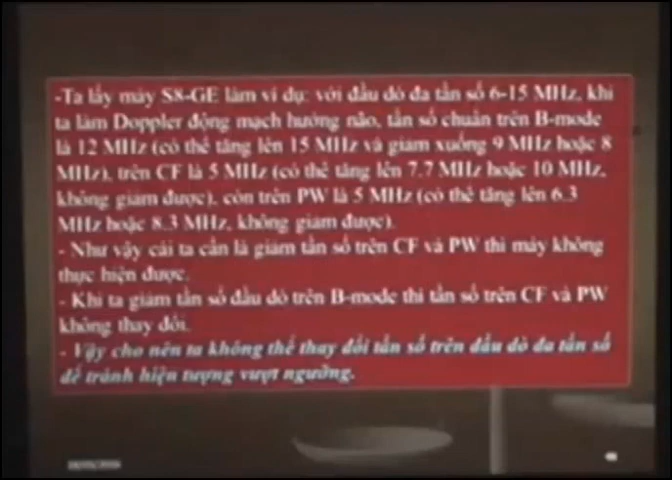 -Ta lấy máy S8-GE làm ví dụ: với đầu dò đa tần số 6-15 MHz, khi
ta làm Doppler động mạch hướng não, tần số chuẩn trên B-mode
là 12 MHz (có thể tăng lên 15 MHz và giảm xuống 9 MHz hoặc 8
MHz), trên CF là 5 MHz (có thể tăng lên 7.7 MHz hoặc 10 MHz,
không giảm được), còn trên PW là 5 MHz (có thể tăng lên 6.3
MHz hoặc 8.3 MHz, không giảm được).
- Như vậy cái ta cần là giảm tần số trên CF và PW thì máy không
thực hiện được.
- Khi ta giảm tần số đầu dò trên B-mode thì tần số trên CF và PW
không thay đổi.
- Vậy cho nên ta không thể thay đổi tần số trên đầu dò đa tần số
để tránh hiện tượng vượt ngưỡng.